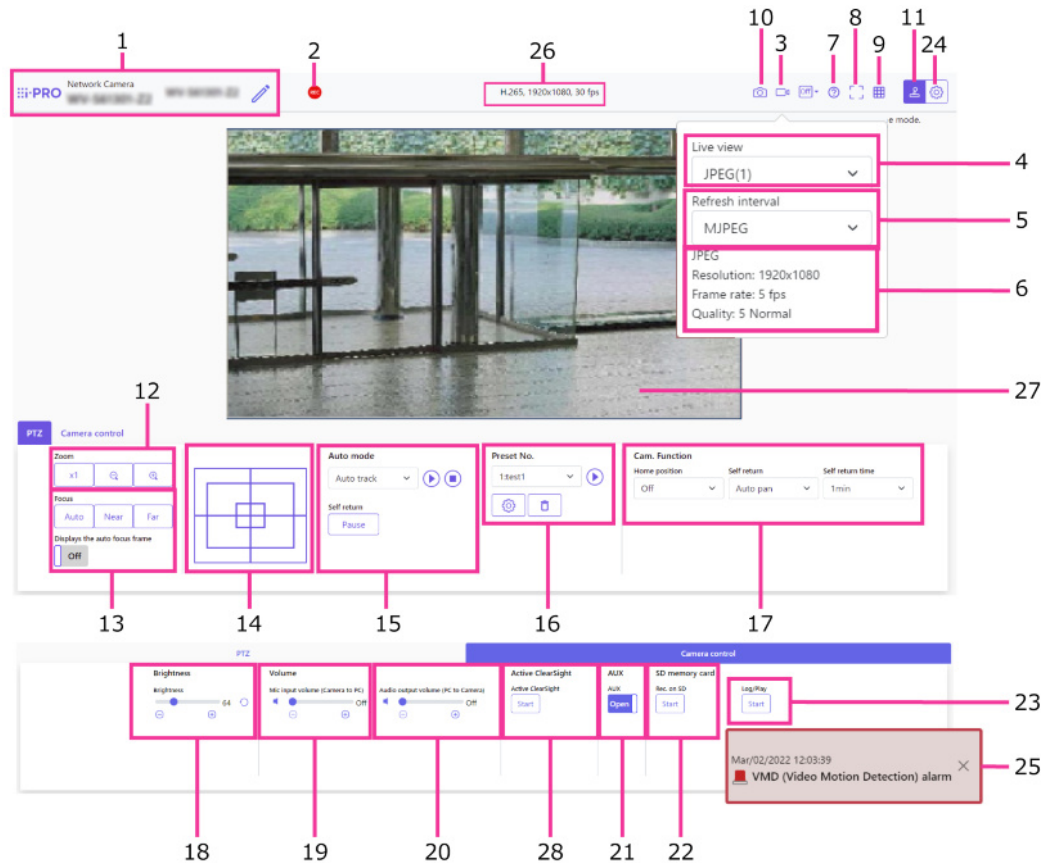 10 3 7 8 9 11 24
1 2 26
i-PRO Network Camera
REC
H.265, 1920x1080, 30 fps
Off
e mode.
Live view
JPEG(1)
4
Refresh interval
MJPEG
5
JPEG
Resolution: 1920x1080
Frame rate: 5 fps
Quality: 5 Normal
6
27
12
PTZ Camera control
Zoom
x1
Focus
Auto Near Far
Displays the auto focus frame
Off
Auto mode
Auto track
Self return
Pause
Preset No.
1:test1
Cam. Function
Home position Self return Self return time
Off Auto pan 1min
13 14 15 16 17
PTZ Camera control
Brightness
Brightness
64
Volume
Mic input volume (Camera to PC)
Off
Audio output volume (PC to Camera)
Off
Active ClearSight
Active ClearSight
Start
AUX
AUX
Open
SD memory card
Rec. on SD
Start
Log/Play
Start
23
Mar/02/2022 12:03:39
VMD (Video Motion Detection) alarm
25
18 19 20 28 21 22